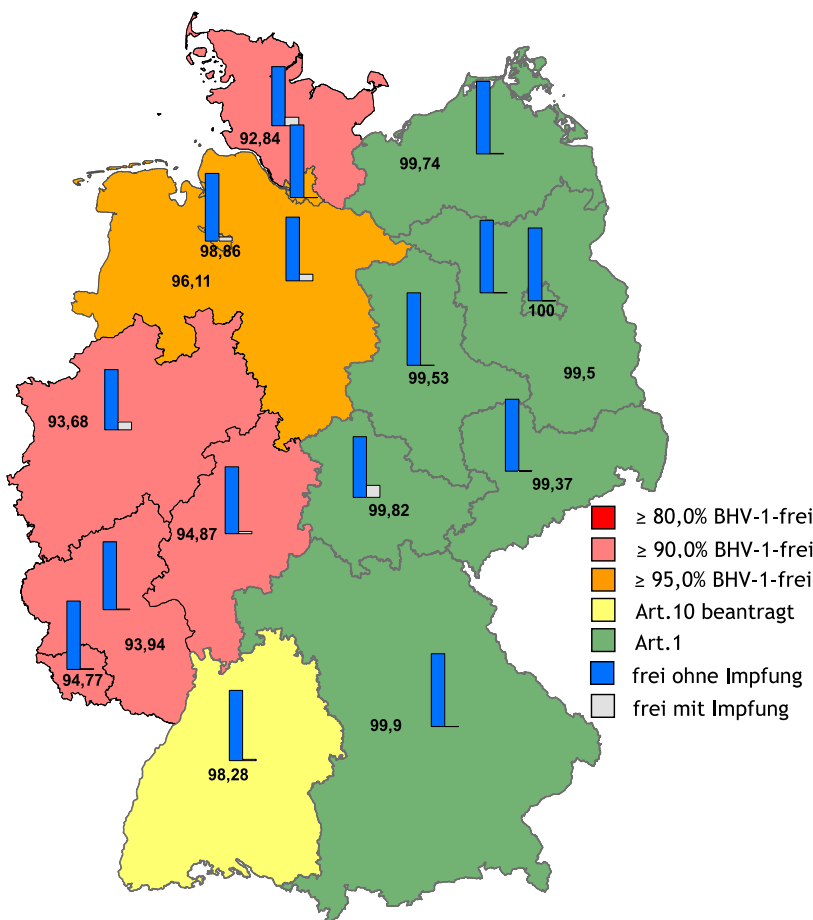 92,84
99,74
98,86
96,11
100
99,53
99,5
93,68
99,37
99,82
94,87
93,94
94,77
99,9
98,28
≥ 80,0% BHV-1-frei
≥ 90.0% BHV-1-frei
≥ 95,0% BHV-1-frei
Art.10 beantragt
Art.1
frei ohne Impfung
frei mit Impfung